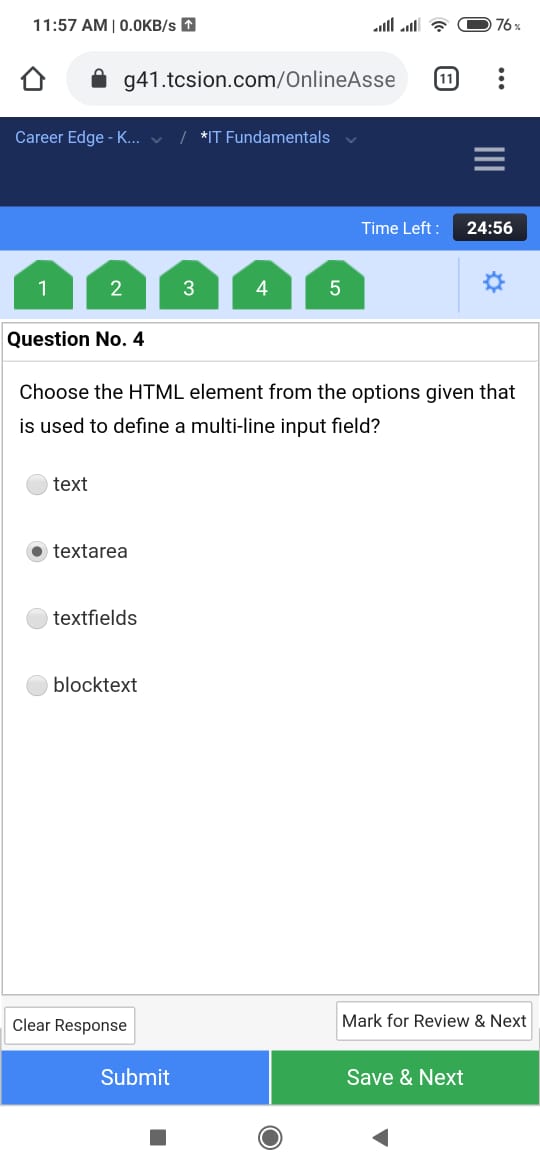 11:57 AM | 0.0KB/s
76%
g41.tcsion.com/OnlineAsse
11
Career Edge - K... / *IT Fundamentals
Time Left : 24:56
1 2 3 4 5
Question No. 4
Choose the HTML element from the options given that
is used to define a multi-line input field?
text
textarea
textfields
blocktext
Clear Response
Mark for Review & Next
Submit
Save & Next